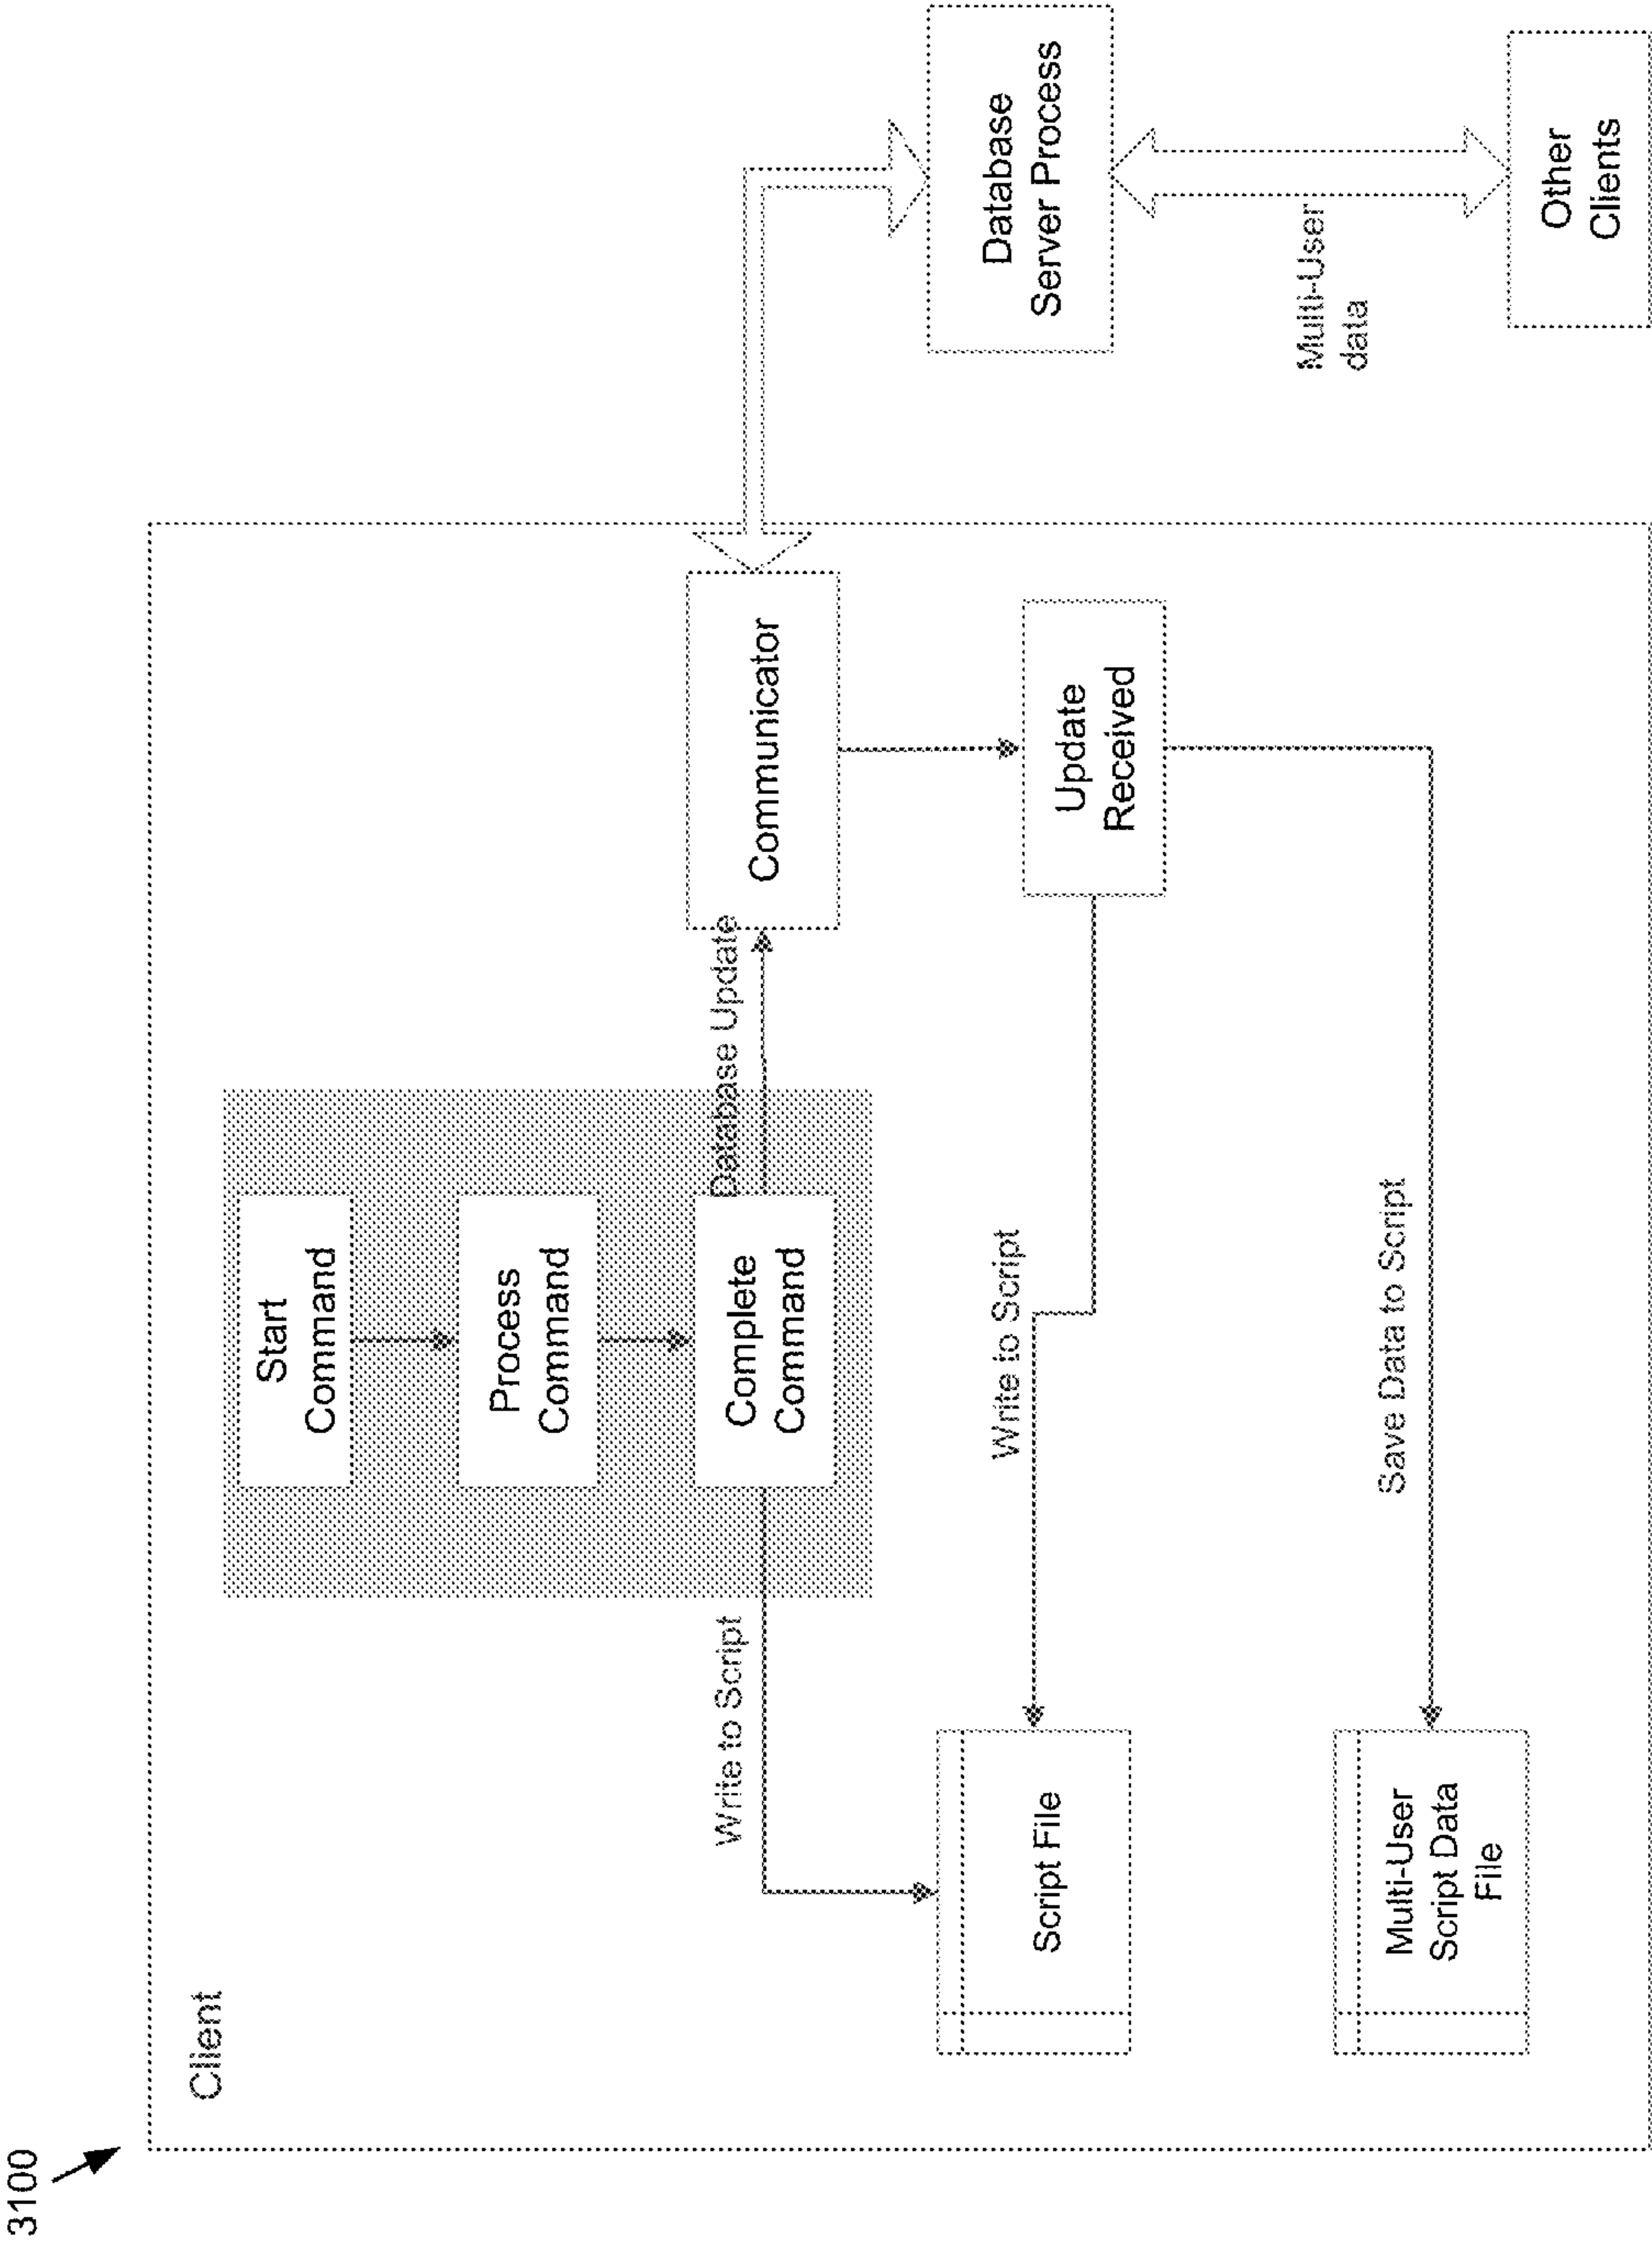 3100
Client
Start
Command
Process
Command
Complete
Command
Write to Script
Database Update
Communicator
Database
Server Process
Update
Received
Write to Script
Script File
Multi-User
data
Save Data to Script
Multi-User
Script Data
File
Other
Clients